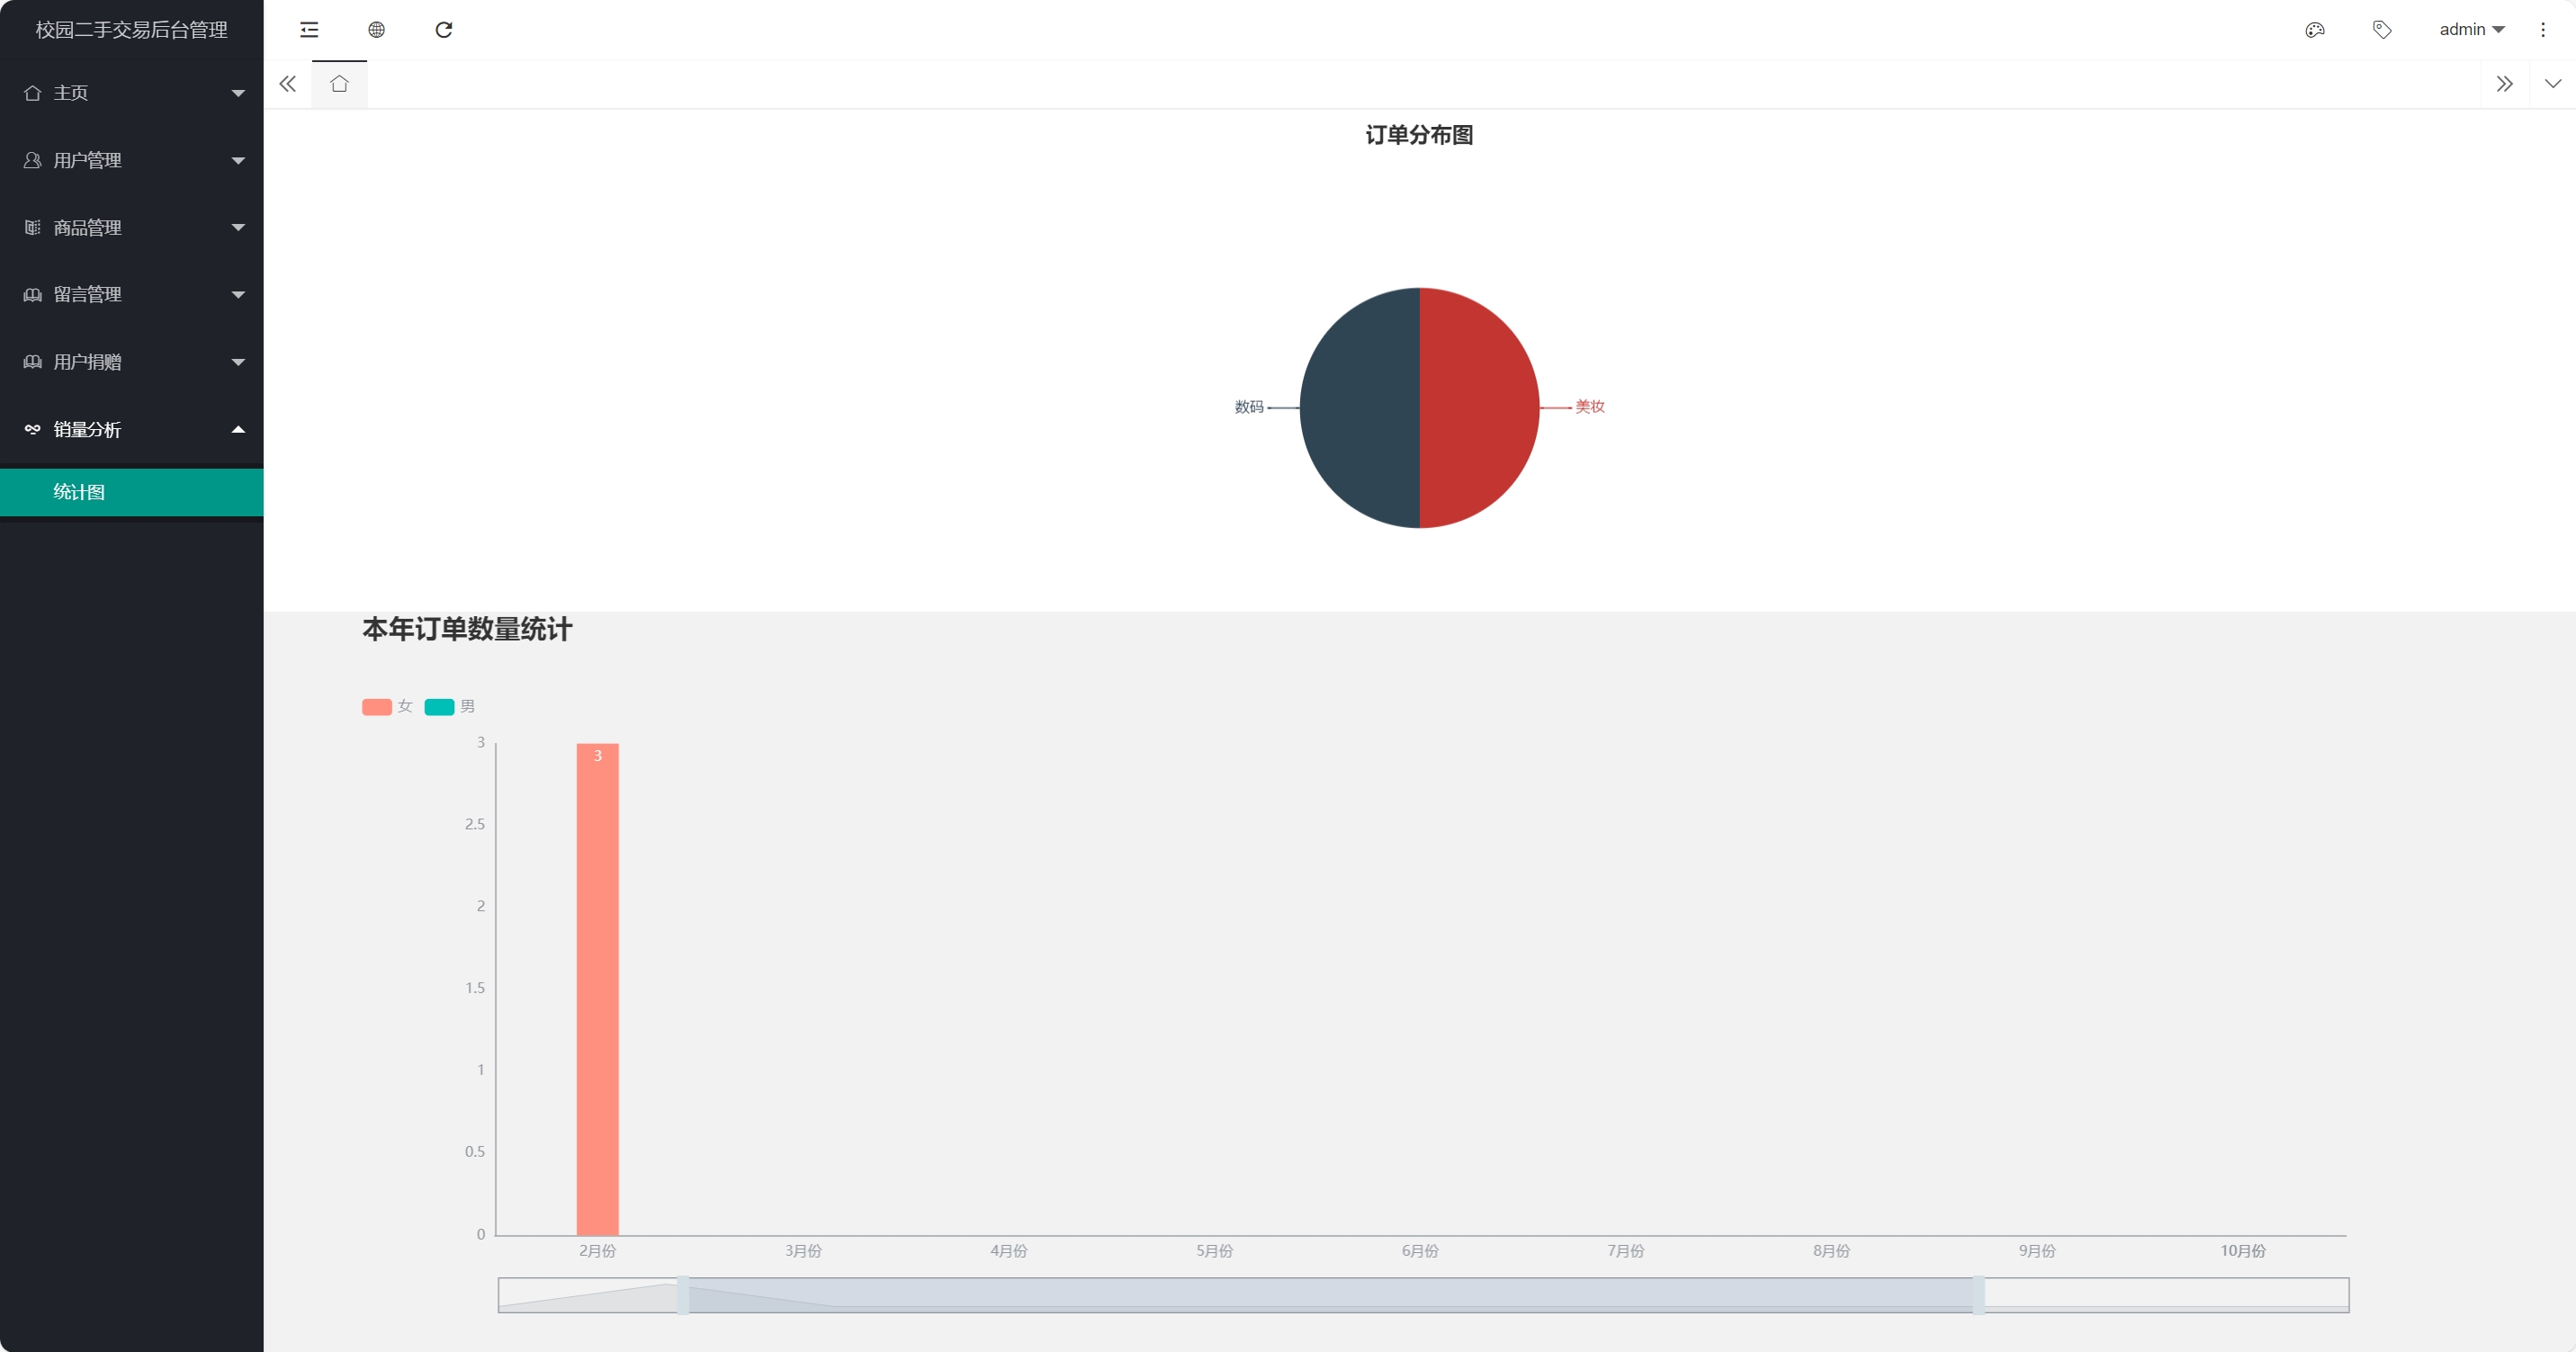 校园二手交易后台管理
admin
主页
用户管理
商品管理
留言管理
用户捐赠
销量分析
统计图
订单分布图
数码
美妆
本年订单数量统计
女 男
3
3
2.5
2
1.5
1
0.5
0
2月份 3月份 4月份 5月份 6月份 7月份 8月份 9月份 10月份